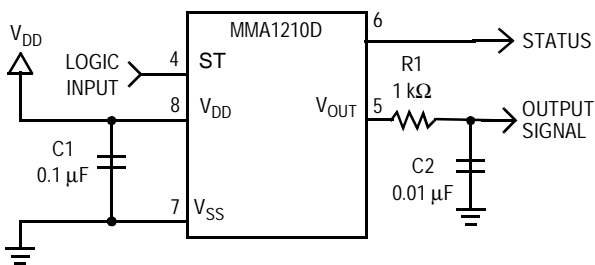 MMA1210D
6
STATUS
V_DD
LOGIC
INPUT
4
ST
R1
1 kΩ
8
V_DD
V_OUT
5
OUTPUT
SIGNAL
C1
0.1 μF
C2
0.01 μF
7
V_SS